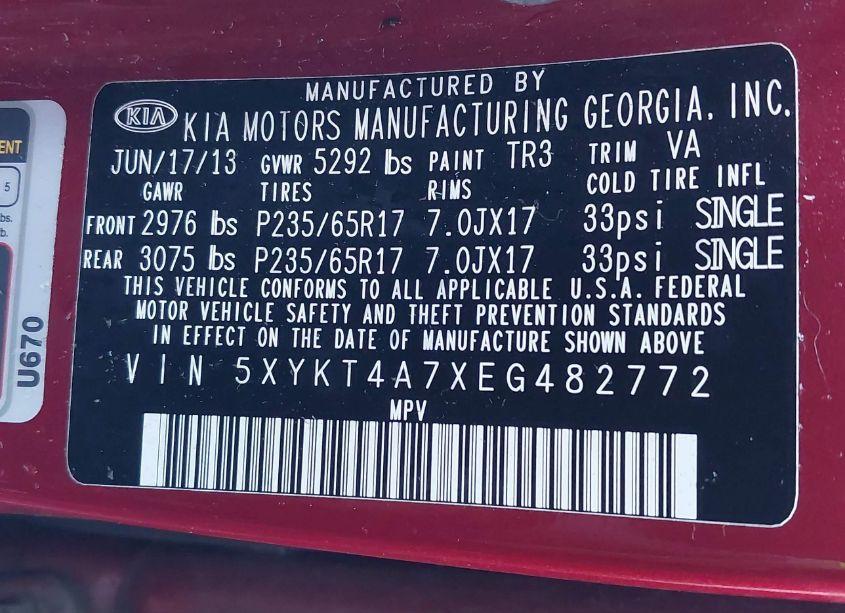 MANUFACTURED BY
KIA KIA MOTORS MANUFACTURING GEORGIA, INC.
JUN/17/13 GVWR 5292 lbs PAINT TR3 TRIM VA
GAWR TIRES RIMS COLD TIRE INFL
FRONT 2976 lbs P235/65R17 7.0JX17 33psi SINGLE
REAR 3075 lbs P235/65R17 7.0JX17 33psi SINGLE
THIS VEHICLE CONFORMS TO ALL APPLICABLE U.S.A. FEDERAL
MOTOR VEHICLE SAFETY AND THEFT PREVENTION STANDARDS
IN EFFECT ON THE DATE OF MANUFACTURE SHOWN ABOVE
VIN 5XYKT4A7XEG482772
MPV
5
U670